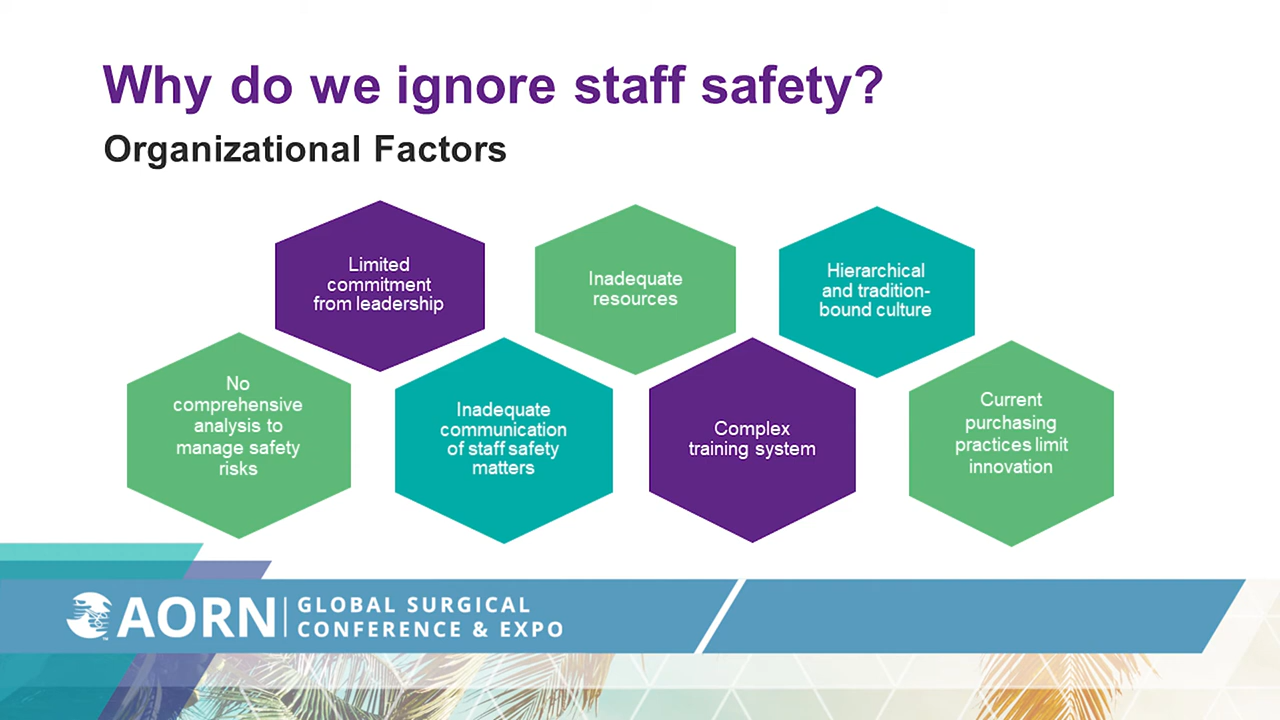 Why do we ignore staff safety?
Organizational Factors
Limited
commitment
from leadership
Inadequate
resources
Hierarchical
and tradition-
bound culture
No
comprehensive
analysis to
manage safety
risks
Inadequate
communication
of staff safety
matters
Complex
training system
Current
purchasing
practices limit
innovation
AORN
GLOBAL SURGICAL
CONFERENCE & EXPO